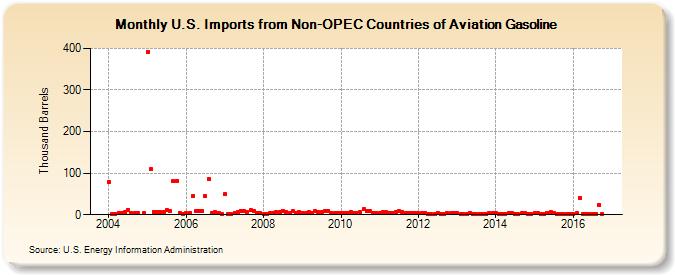 Monthly U.S. Imports from Non-OPEC Countries of Aviation Gasoline
Thousand Barrels
400
300
200
100
0
2004 2006 2008 2010 2012 2014 2016
Source: U.S. Energy Information Administration